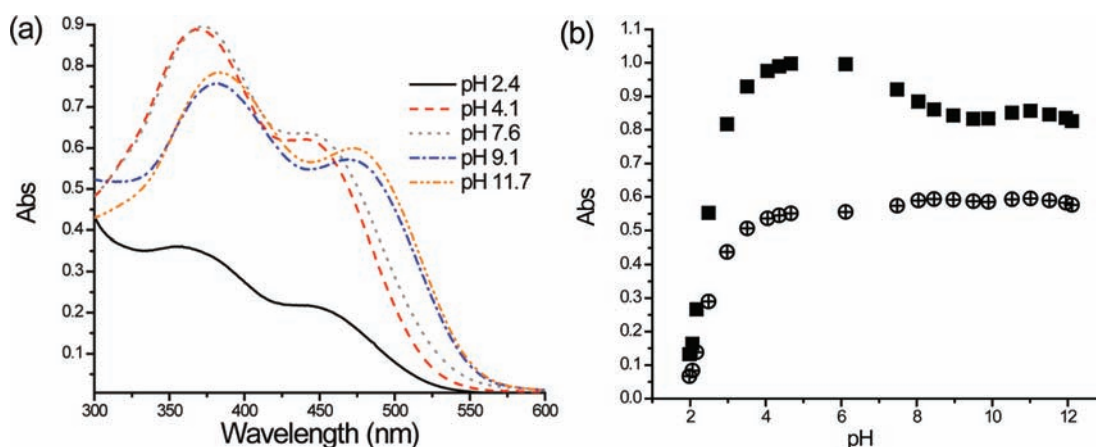 (a)
Abs
0.9
0.8
0.7
0.6
0.5
0.4
0.3
0.2
0.1
300 350 400 450 500 550 600
Wavelength (nm)
pH 2.4
pH 4.1
pH 7.6
pH 9.1
pH 11.7
(b)
Abs
1.1
1.0
0.9
0.8
0.7
0.6
0.5
0.4
0.3
0.2
0.1
0.0
2 4 6 8 10 12
pH